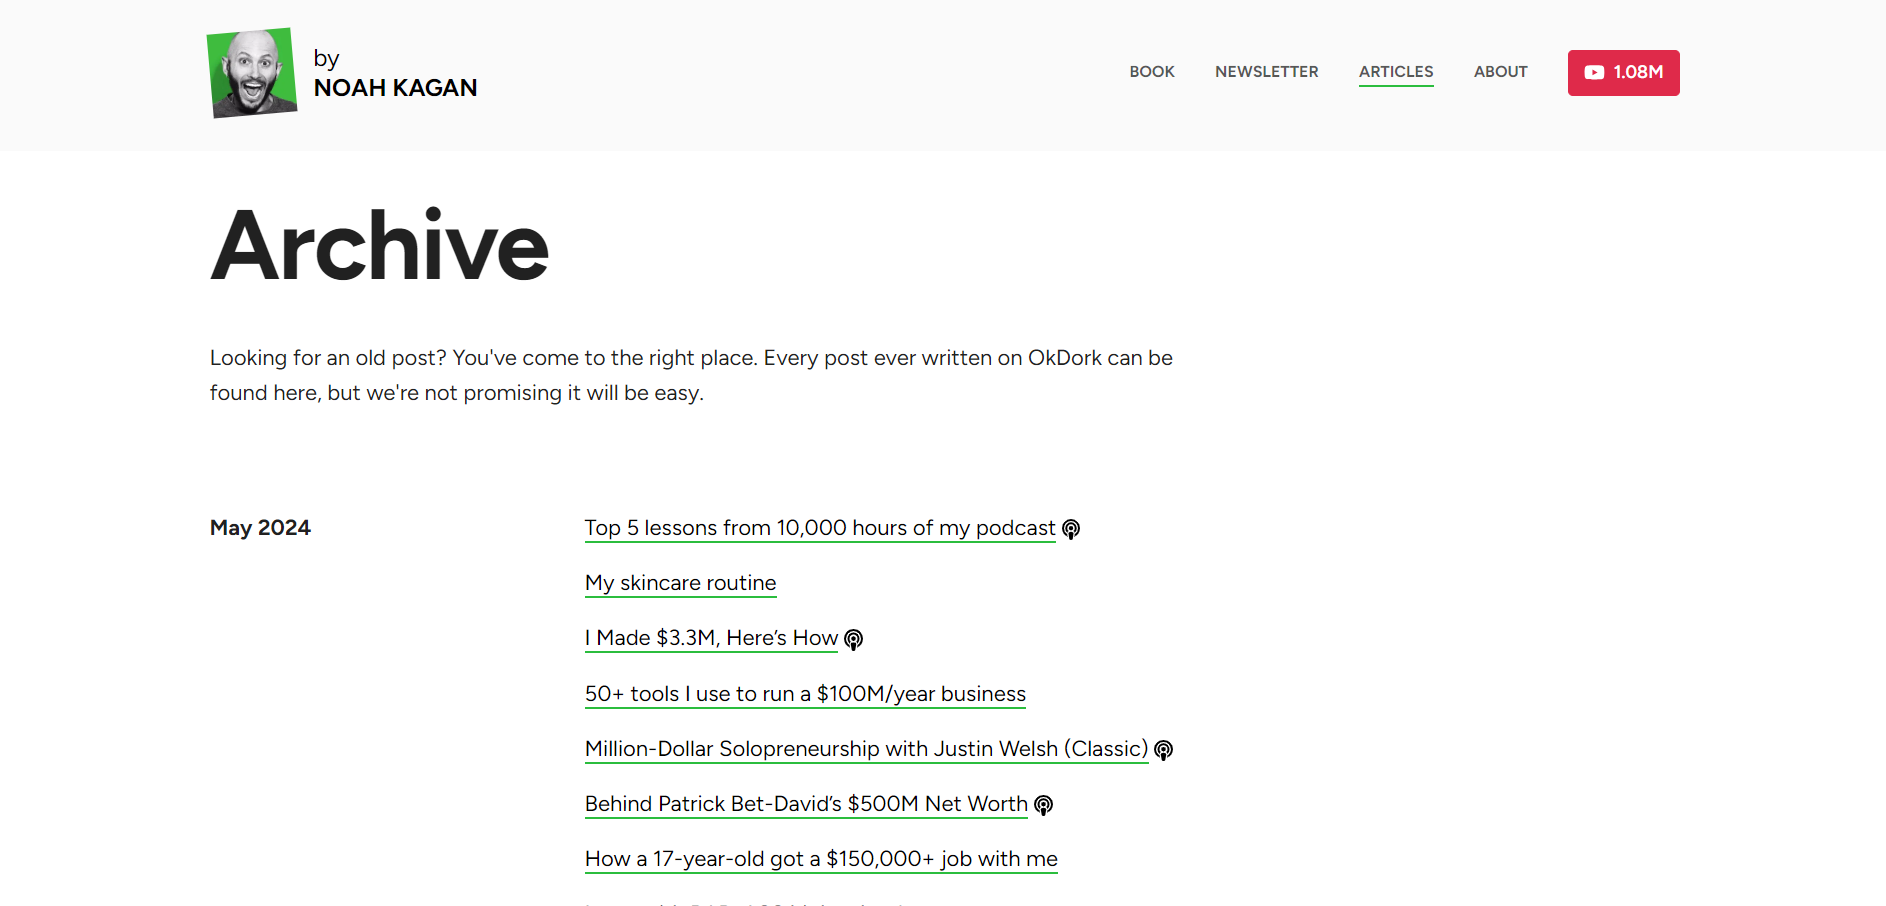 by
NOAH KAGAN
BOOK
NEWSLETTER
ARTICLES
ABOUT
1.08M
Archive
Looking for an old post? You've come to the right place. Every post ever written on OkDork can be
found here, but we're not promising it will be easy.
May 2024
Top 5 lessons from 10,000 hours of my podcast
My skincare routine
I Made $3.3M, Here’s How
50+ tools I use to run a $100M/year business
Million-Dollar Solopreneurship with Justin Welsh (Classic)
Behind Patrick Bet-David’s $500M Net Worth
How a 17-year-old got a $150,000+ job with me